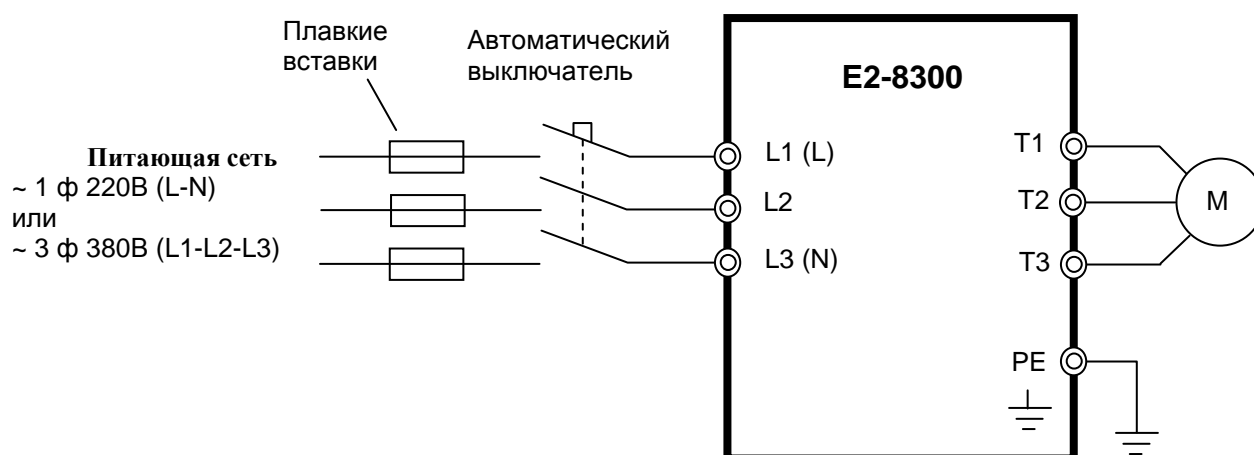 Плавкие
вставки
Автоматический
выключатель
E2-8300
Питающая сеть
~ 1 ф 220В (L-N)
или
~ 3 ф 380В (L1-L2-L3)
L1 (L)
L2
L3 (N)
T1
T2
T3
M
PE